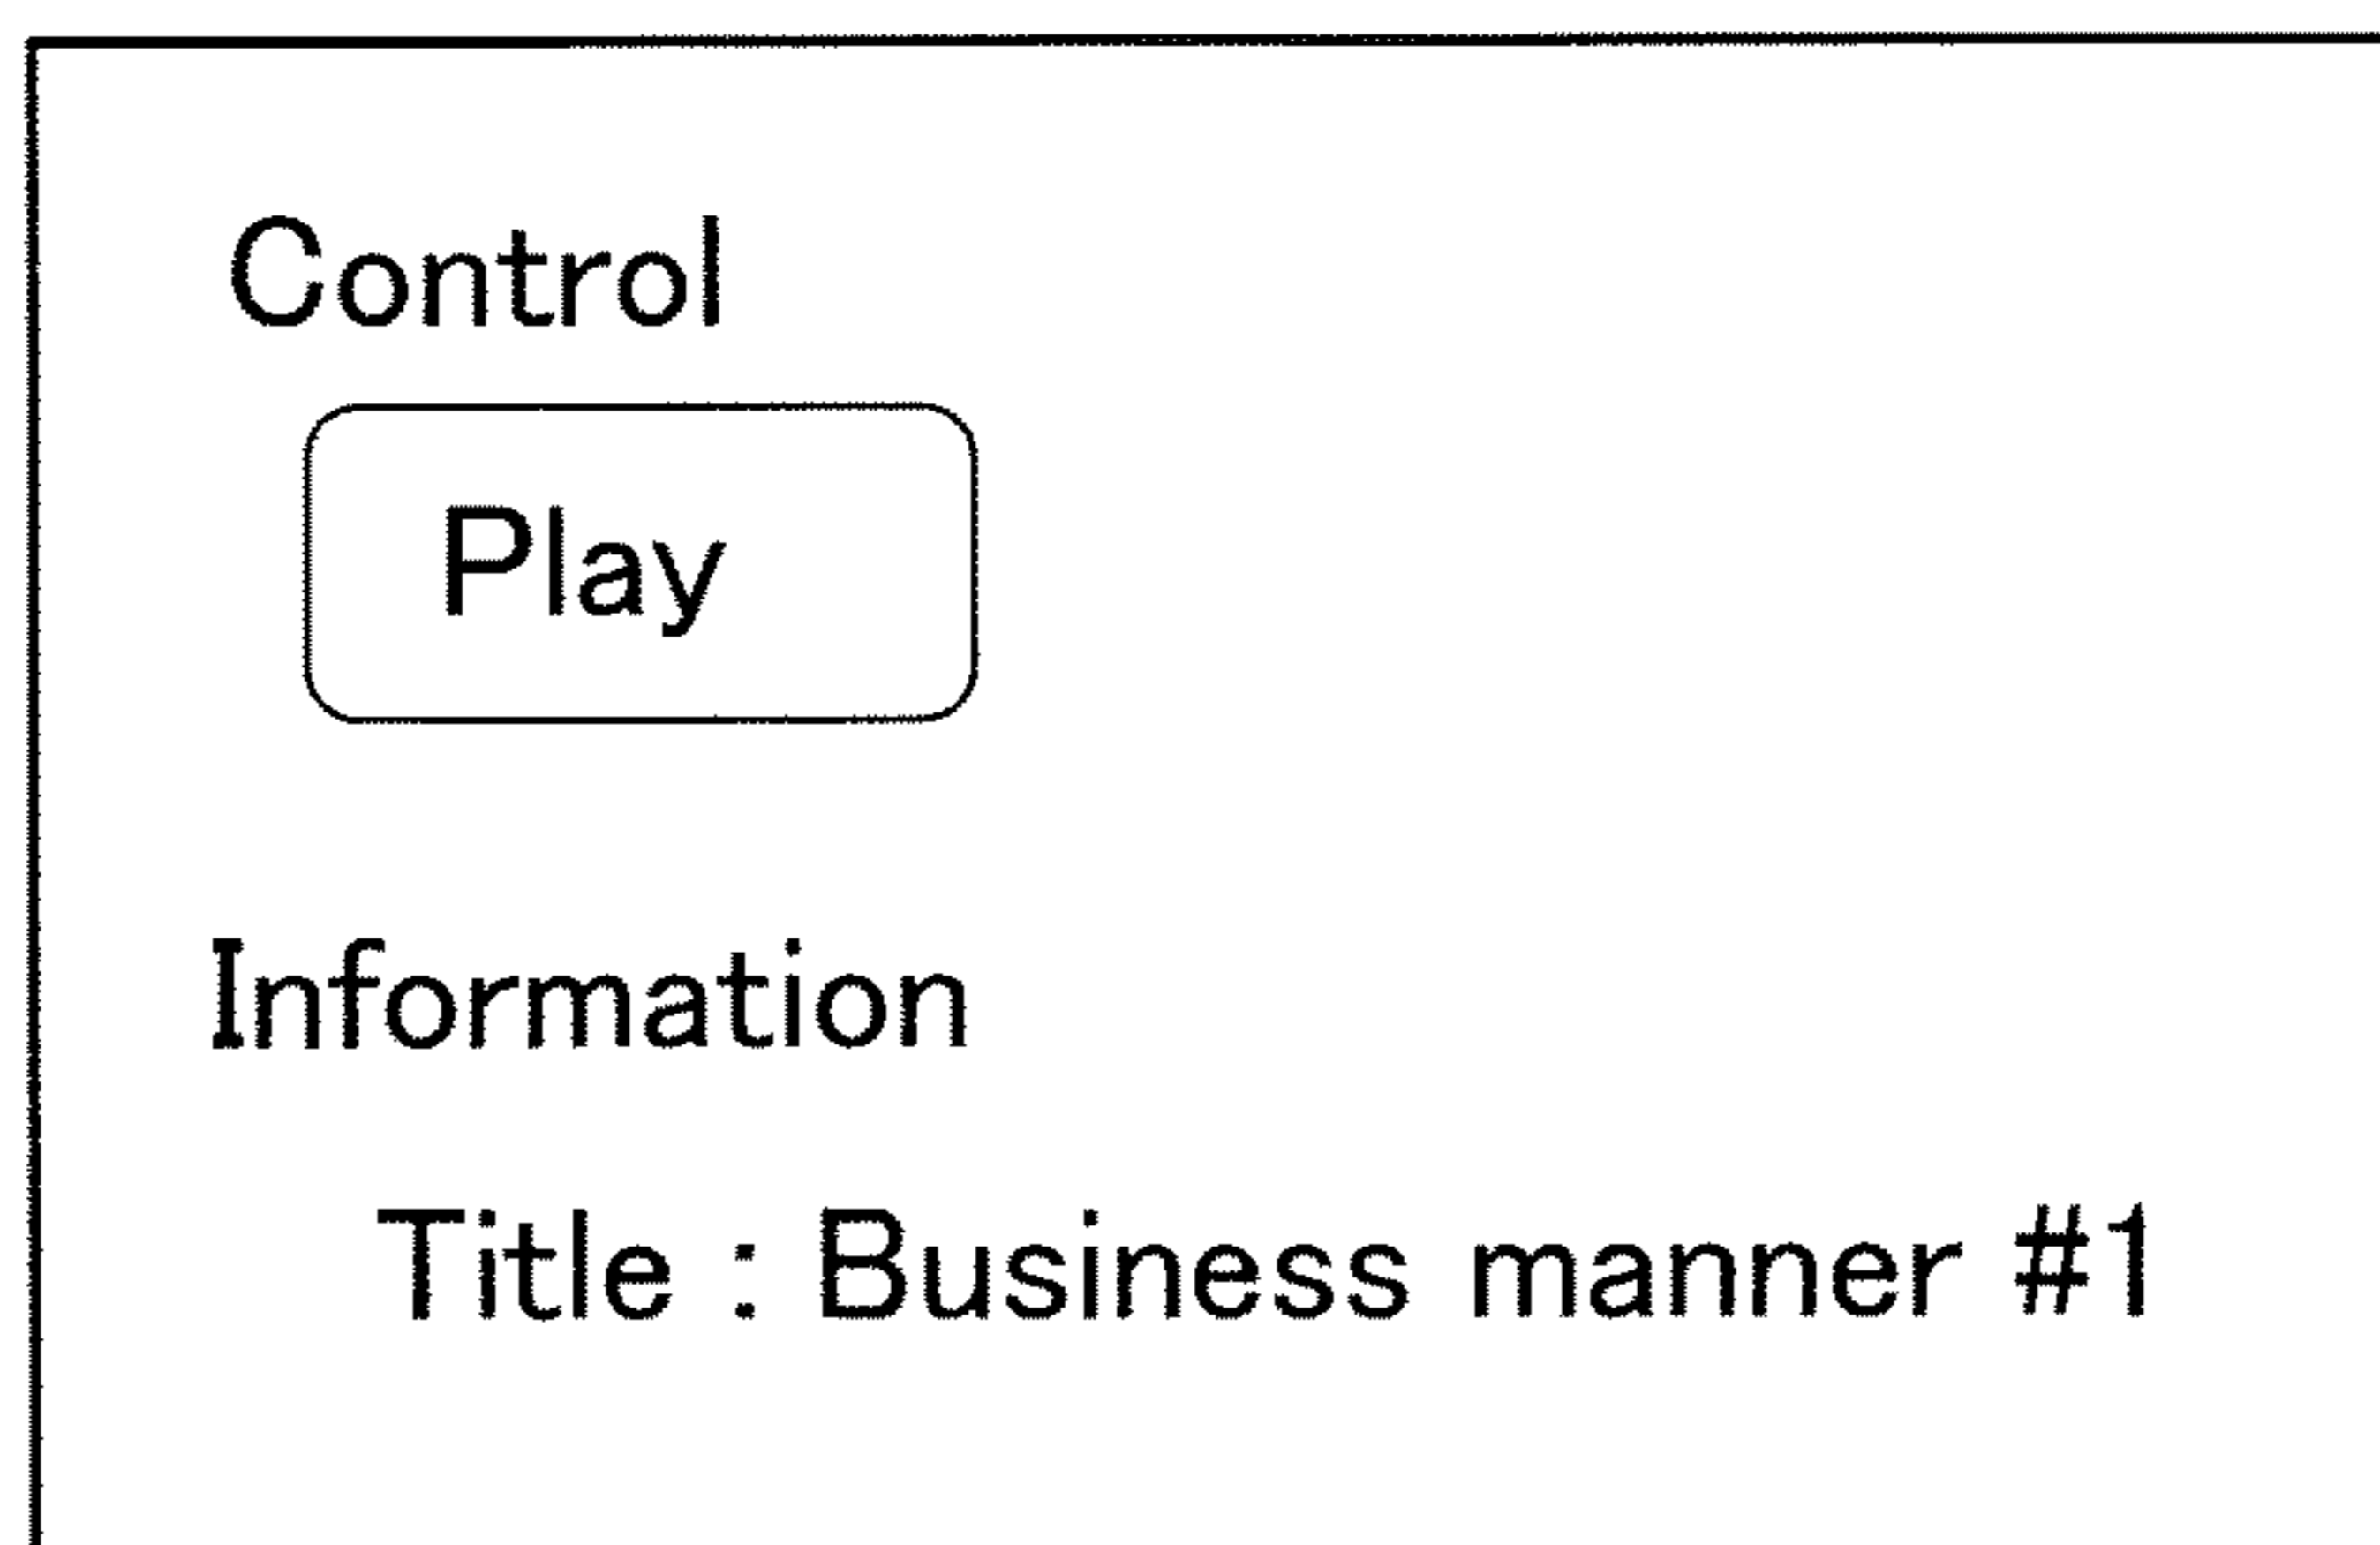 Control
Play
Information
Title : Business manner #1